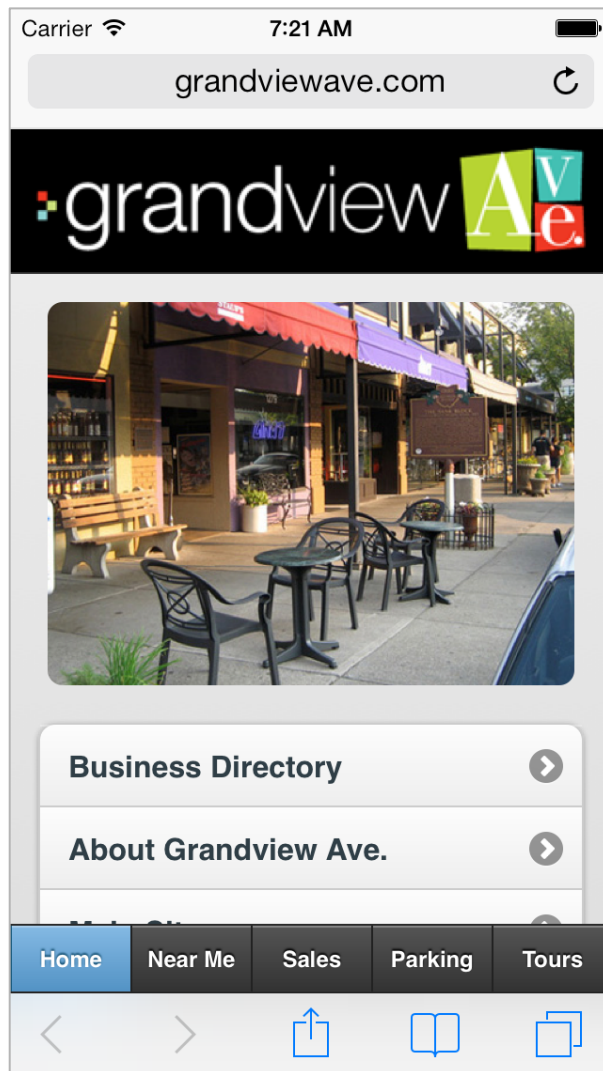 Carrier 7:21 AM
grandviewave.com
grandview Ave.
Business Directory
About Grandview Ave.
Home Near Me Sales Parking Tours